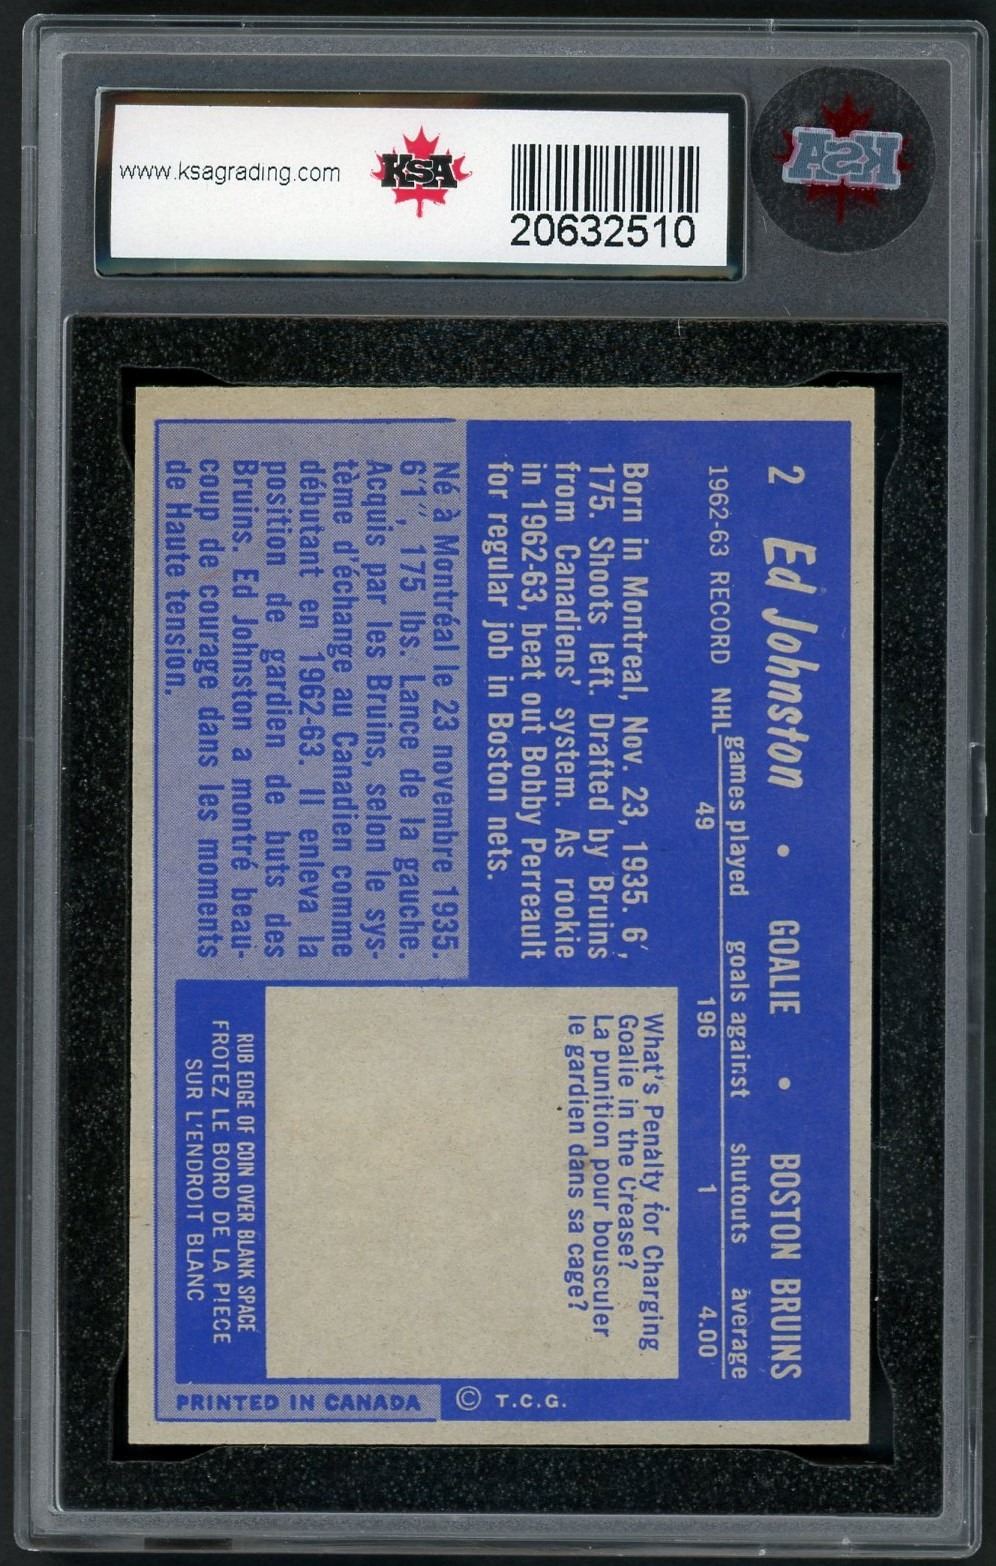 www.ksagrading.com
KSA
20632510
KSA
2 Ed Johnston • GOALIE • BOSTON BRUINS
games played goals against shutouts average
1962-63 RECORD NHL 49 196 1 4.00
Born in Montreal, Nov. 23, 1935. 6',
175. Shoots left. Drafted by Bruins
from Canadiens' system. As rookie
in 1962-63, beat out Bobby Perreault
for regular job in Boston nets.
Né à Montréal le 23 novembre 1935.
6'1", 175 lbs. Lance de la gauche.
Acquis par les Bruins, selon le sys-
tème d'échange au Canadien comme
débutant en 1962-63. Il enleva la
position de gardien de buts des
Bruins. Ed Johnston a montré beau-
coup de courage dans les moments
de Haute tension.
What's Penalty for Charging
Goalie in the Crease?
La punition pour bousculer
le gardien dans sa cage?
RUB EDGE OF COIN OVER BLANK SPACE
FROTEZ LE BORD DE LA PIECE
SUR L'ENDROIT BLANC
© T.C.G.
PRINTED IN CANADA